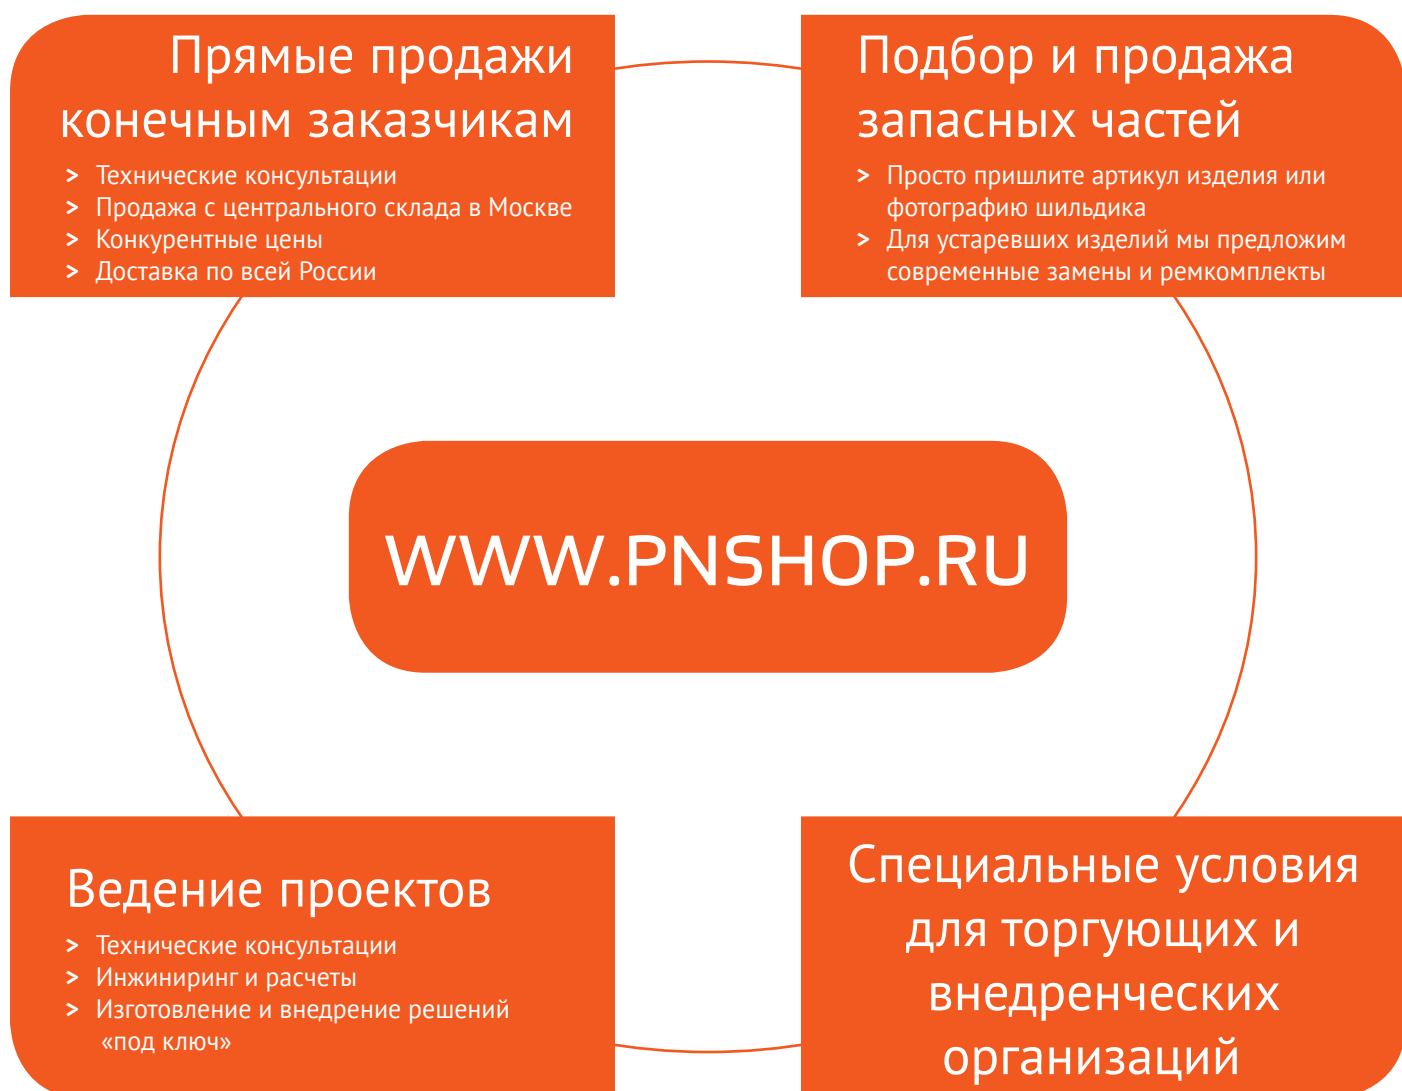 Прямые продажи
конечным заказчикам
> Технические консультации
> Продажа с центрального склада в Москве
> Конкурентные цены
> Доставка по всей России
Подбор и продажа
запасных частей
> Просто пришлите артикул изделия или
фотографию шильдика
> Для устаревших изделий мы предложим
современные замены и ремкомплекты
WWW.PNSHOP.RU
Ведение проектов
> Технические консультации
> Инжиниринг и расчеты
> Изготовление и внедрение решений
«под ключ»
Специальные условия
для торгующих и
внедренческих
организаций